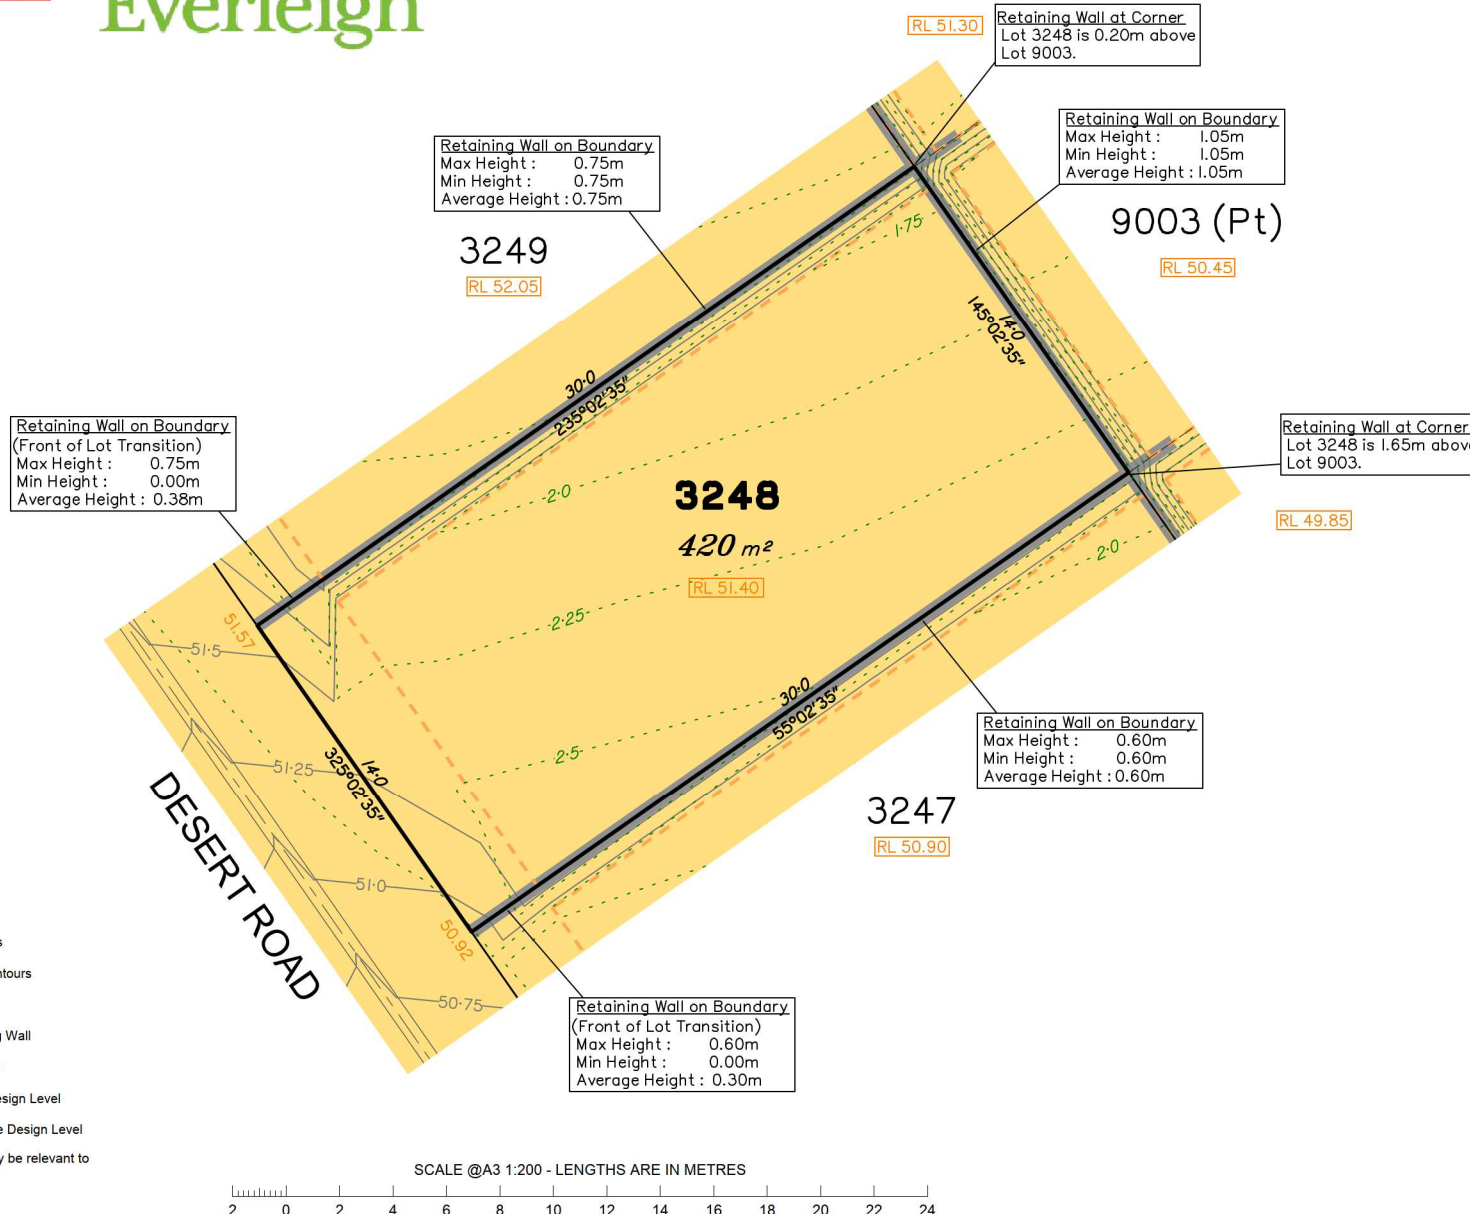 Everleigh
RL 51.30
Retaining Wall at Corner
Lot 3248 is 0.20m above
Lot 9003.
Retaining Wall on Boundary
Max Height : 1.05m
Min Height : 1.05m
Average Height : 1.05m
9003 (Pt)
RL 50.45
Retaining Wall on Boundary
Max Height : 0.75m
Min Height : 0.75m
Average Height : 0.75m
3249
RL 52.05
1·75
14·0
145°02'35"
30·0
235°02'35"
Retaining Wall on Boundary
(Front of Lot Transition)
Max Height : 0.75m
Min Height : 0.00m
Average Height : 0.38m
Retaining Wall at Corner
Lot 3248 is 1.65m above
Lot 9003.
RL 49.85
2·0
3248
420 m²
RL 51.40
2·0
2·25
51.57
51·5
30·0
55°02'35"
2·5
51·25
14·0
325°02'35"
Retaining Wall on Boundary
Max Height : 0.60m
Min Height : 0.60m
Average Height : 0.60m
3247
RL 50.90
DESERT ROAD
51·0
50.92
50·75
Retaining Wall on Boundary
(Front of Lot Transition)
Max Height : 0.60m
Min Height : 0.00m
Average Height : 0.30m
s
ntours
g Wall
esign Level
e Design Level
y be relevant to
SCALE @A3 1:200 - LENGTHS ARE IN METRES
2 0 2 4 6 8 10 12 14 16 18 20 22 24